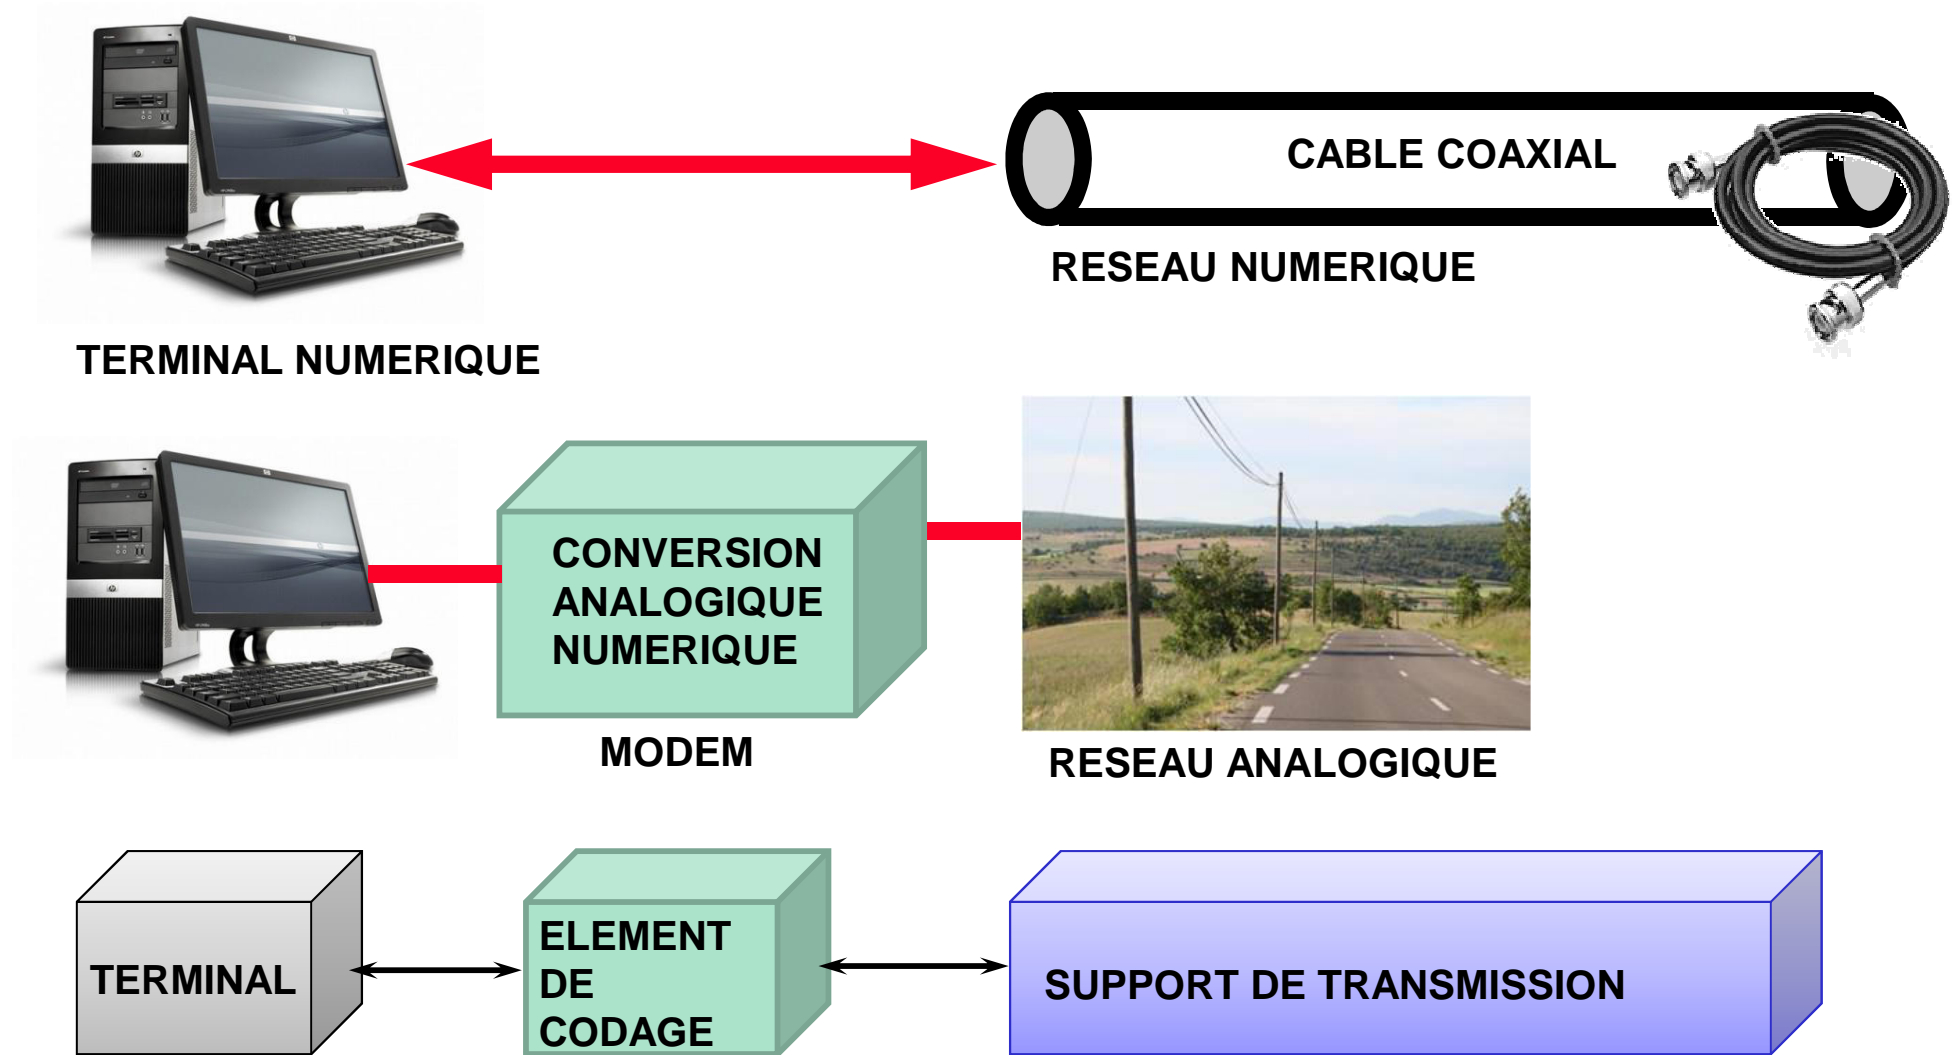 CABLE COAXIAL
RESEAU NUMERIQUE
TERMINAL NUMERIQUE
CONVERSION
ANALOGIQUE
NUMERIQUE
MODEM
RESEAU ANALOGIQUE
TERMINAL
ELEMENT
DE
CODAGE
SUPPORT DE TRANSMISSION